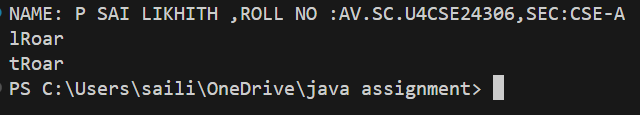 NAME: P SAI LIKHITH ,ROLL NO :AV.SC.U4CSE24306,SEC:CSE-A
lRoar
tRoar
PS C:\Users\saili\OneDrive\java assignment>